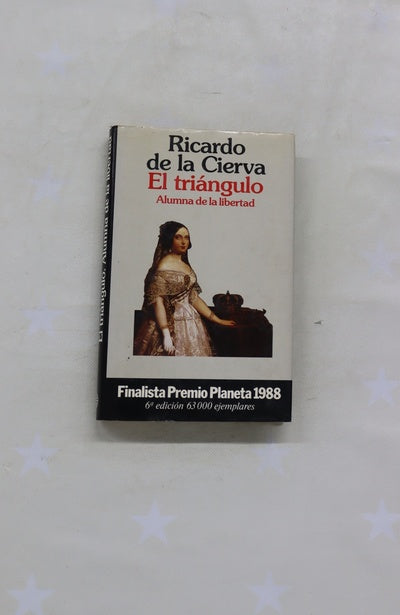 Ricardo
de la Cierva
El triángulo
Alumna de la libertad
Finalista Premio Planeta 1988
6ª edición 63 000 ejemplares
El triángulo. Alumna de la libertad